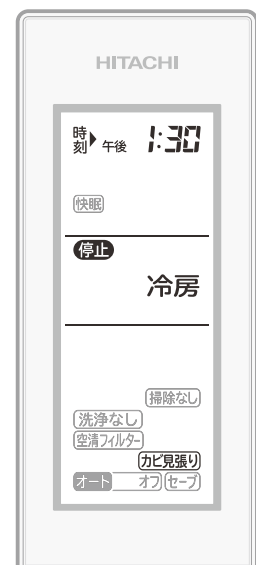 HITACHI
時刻 午後 1:30
快眠
停止
冷房
掃除なし
洗浄なし
空清フィルター
カビ見張り
オート オフ セーブ